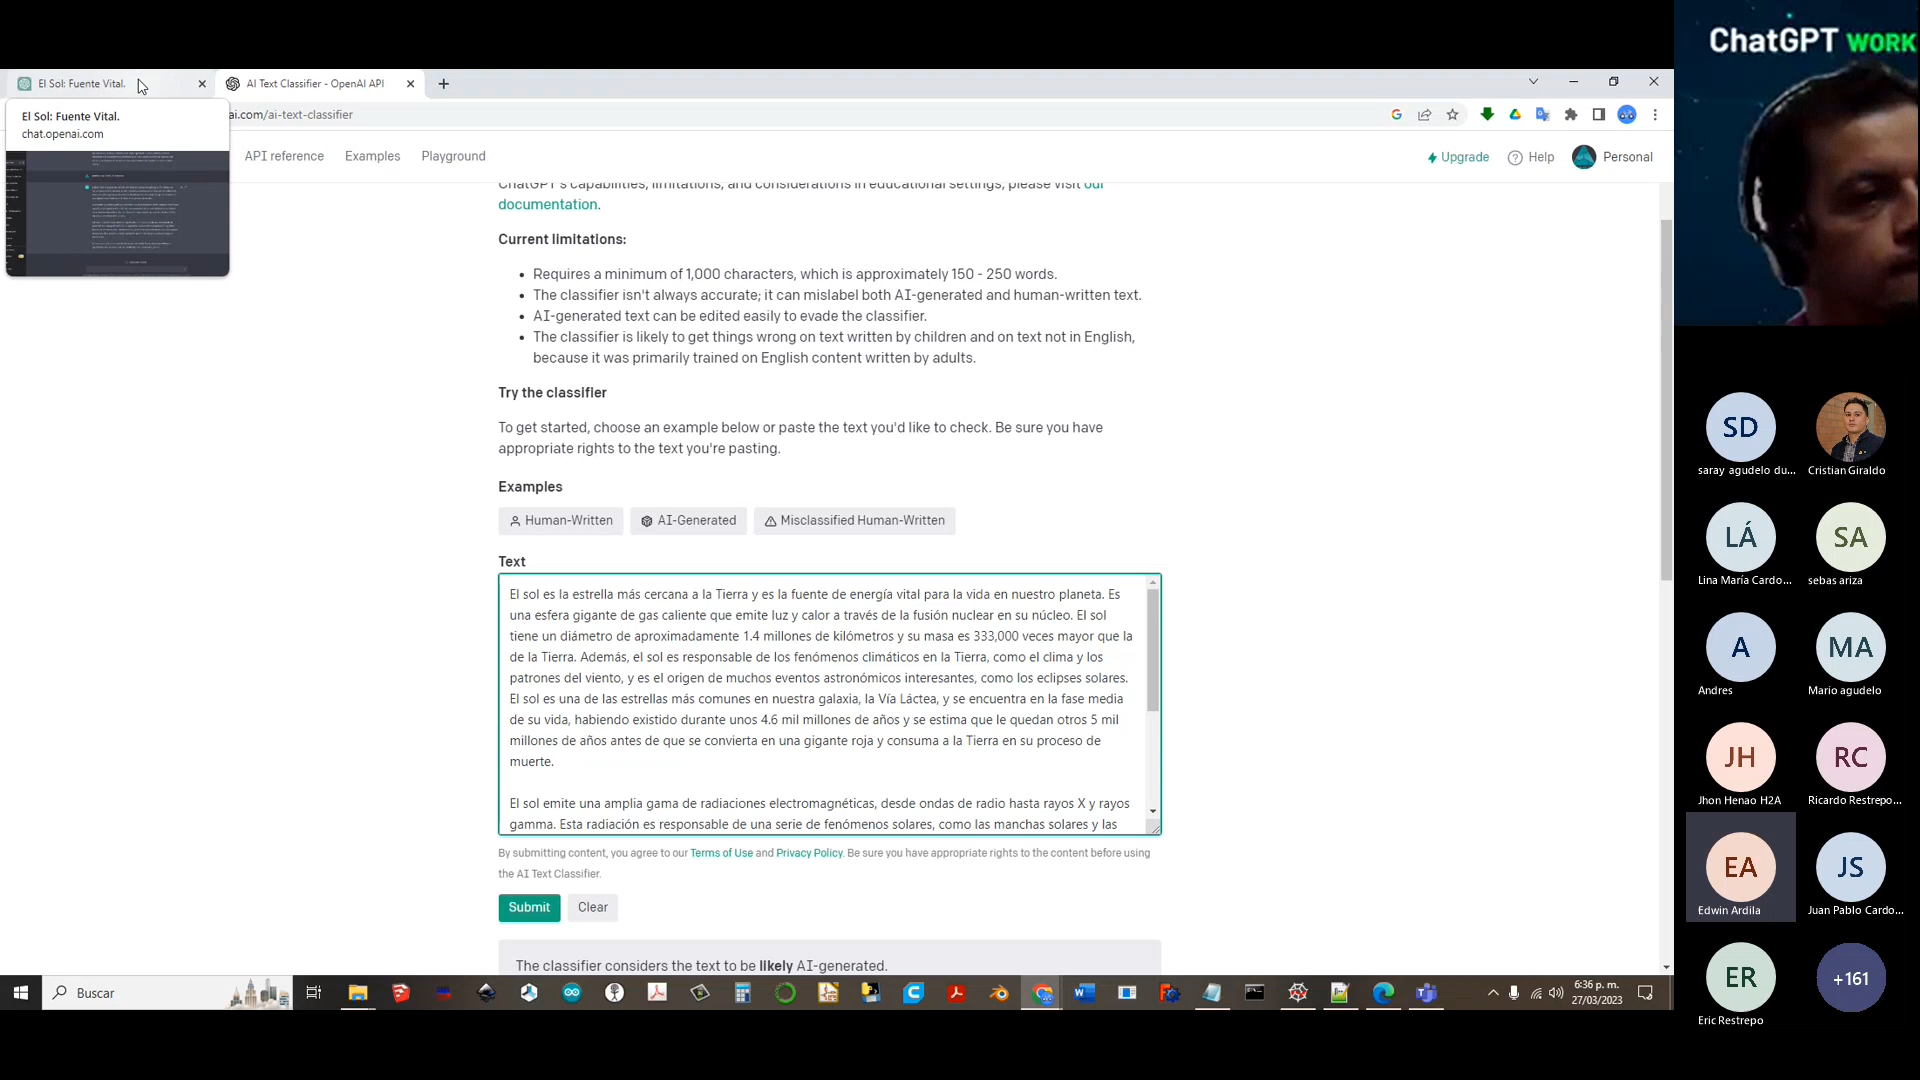 ChatGPT WORK
El Sol: Fuente Vital.
AI Text Classifier - OpenAI API
El Sol: Fuente Vital.
chat.openai.com
ai.com/ai-text-classifier
API reference
Examples
Playground
Upgrade
Help
Personal
ChatGPT's capabilities, limitations, and considerations in educational settings, please visit our
documentation.
Current limitations:
• Requires a minimum of 1,000 characters, which is approximately 150 - 250 words.
• The classifier isn't always accurate; it can mislabel both AI-generated and human-written text.
• AI-generated text can be edited easily to evade the classifier.
• The classifier is likely to get things wrong on text written by children and on text not in English,
because it was primarily trained on English content written by adults.
Try the classifier
To get started, choose an example below or paste the text you'd like to check. Be sure you have
appropriate rights to the text you're pasting.
Examples
Human-Written
AI-Generated
Misclassified Human-Written
Text
El sol es la estrella más cercana a la Tierra y es la fuente de energía vital para la vida en nuestro planeta. Es
una esfera gigante de gas caliente que emite luz y calor a través de la fusión nuclear en su núcleo. El sol
tiene un diámetro de aproximadamente 1.4 millones de kilómetros y su masa es 333,000 veces mayor que la
de la Tierra. Además, el sol es responsable de los fenómenos climáticos en la Tierra, como el clima y los
patrones del viento, y es el origen de muchos eventos astronómicos interesantes, como los eclipses solares.
El sol es una de las estrellas más comunes en nuestra galaxia, la Vía Láctea, y se encuentra en la fase media
de su vida, habiendo existido durante unos 4.6 mil millones de años y se estima que le quedan otros 5 mil
millones de años antes de que se convierta en una gigante roja y consuma a la Tierra en su proceso de
muerte.
El sol emite una amplia gama de radiaciones electromagnéticas, desde ondas de radio hasta rayos X y rayos
gamma. Esta radiación es responsable de una serie de fenómenos solares, como las manchas solares y las
By submitting content, you agree to our Terms of Use and Privacy Policy. Be sure you have appropriate rights to the content before using
the AI Text Classifier.
Submit
Clear
The classifier considers the text to be likely AI-generated.
Buscar
6:36 p. m.
27/03/2023
SD
saray agudelo du...
Cristian Giraldo
LÁ
Lina María Cardo...
SA
sebas ariza
A
Andres
MA
Mario agudelo
JH
Jhon Henao H2A
RC
Ricardo Restrepo...
EA
Edwin Ardila
JS
Juan Pablo Cardo...
ER
Eric Restrepo
+161